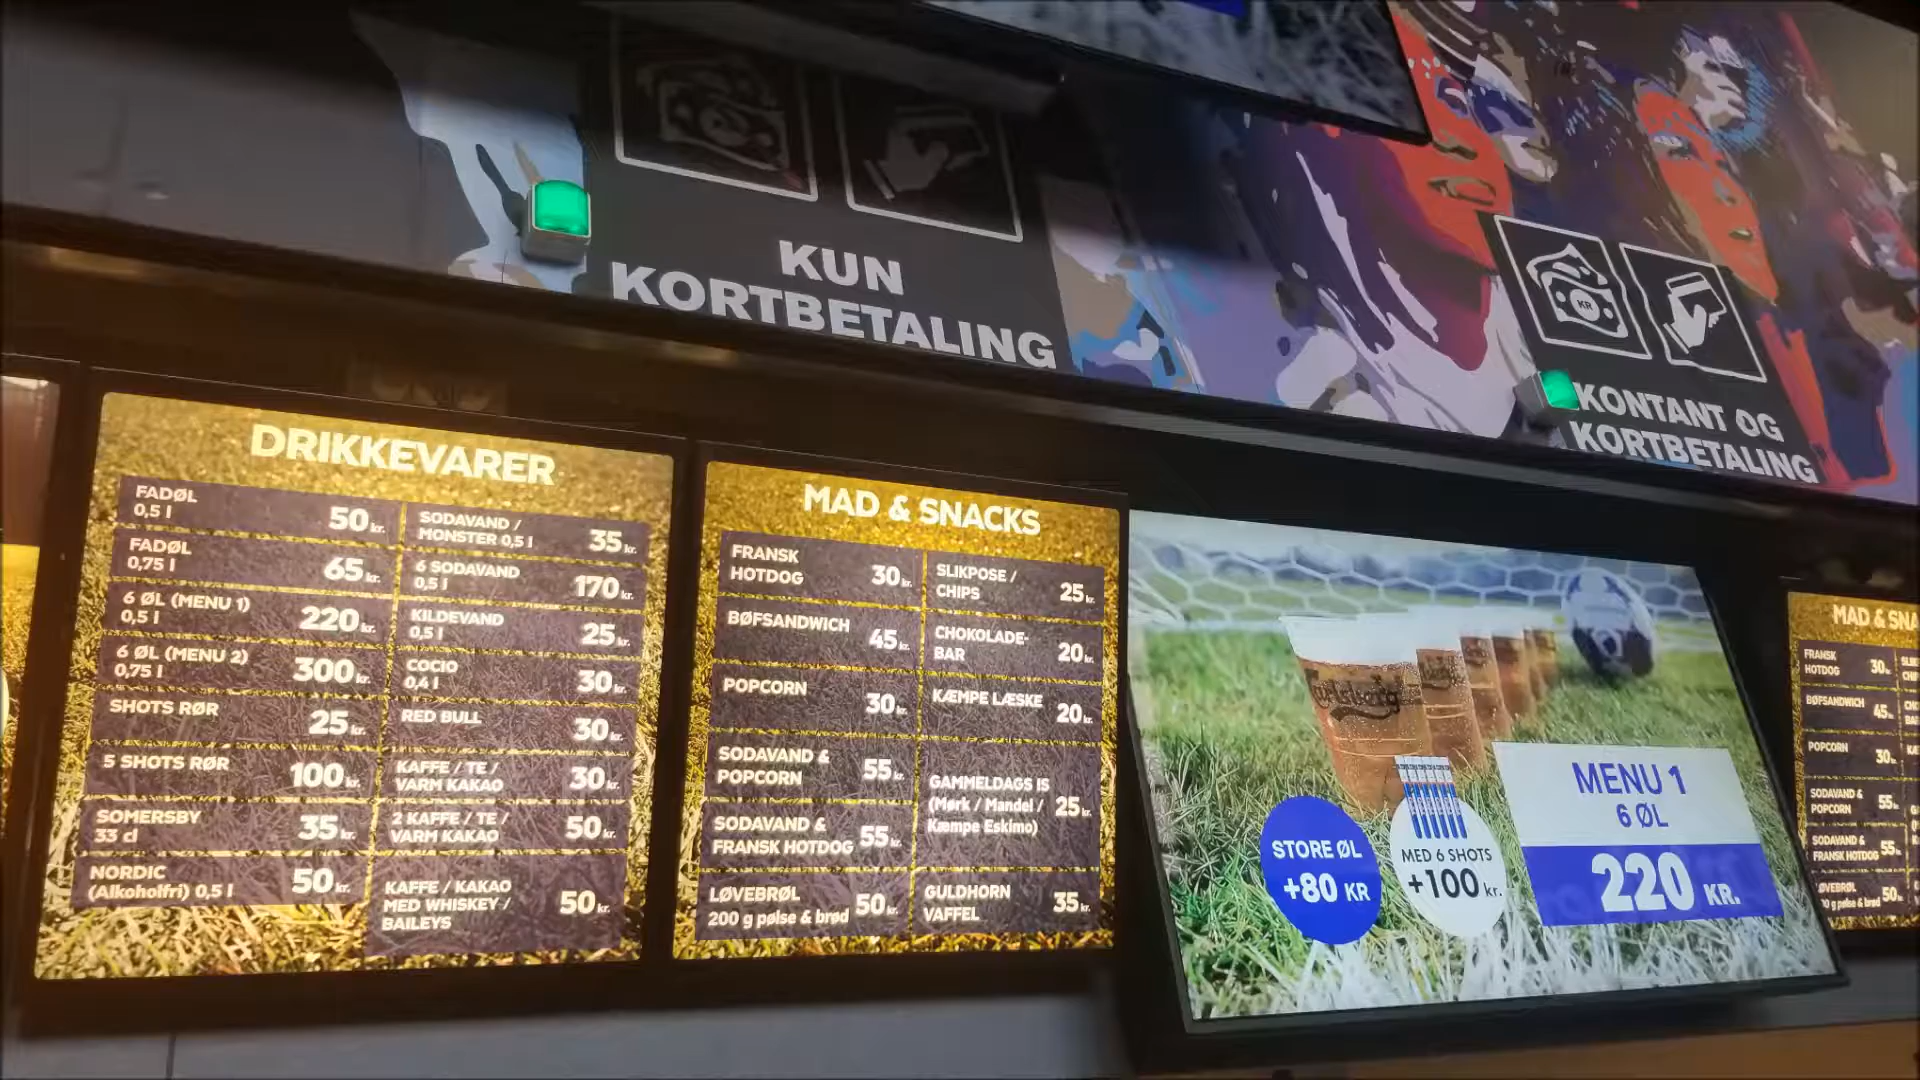 KUN
KORTBETALING
KR
KONTANT OG
KORTBETALING
DRIKKEVARER
FADØL
0,5 l
50 kr.
FADØL
0,75 l
65 kr.
6 ØL (MENU 1)
0,5 l
220 kr.
6 ØL (MENU 2)
0,75 l
300 kr.
SHOTS RØR
25 kr.
5 SHOTS RØR
100 kr.
SOMERSBY
33 cl
35 kr.
NORDIC
(Alkoholfri) 0,5 l
50 kr.
SODAVAND /
MONSTER 0,5 l
35 kr.
6 SODAVAND
0,5 l
170 kr.
KILDEVAND
0,5 l
25 kr.
COCIO
0,4 l
30 kr.
RED BULL
30 kr.
KAFFE / TE /
VARM KAKAO
30 kr.
2 KAFFE / TE /
VARM KAKAO
50 kr.
KAFFE / KAKAO
MED WHISKEY /
BAILEYS
50 kr.
MAD & SNACKS
FRANSK
HOTDOG
30 kr.
BØFSANDWICH
45 kr.
POPCORN
30 kr.
SODAVAND &
POPCORN
55 kr.
SODAVAND &
FRANSK HOTDOG
55 kr.
LØVEBRØL
200 g pølse & brød
50 kr.
SLIKPOSE /
CHIPS
25 kr.
CHOKOLADE-
BAR
20 kr.
KÆMPE LÆSKE
20 kr.
GAMMELDAGS IS
(Mørk / Mandel /
Kæmpe Eskimo)
25 kr.
GULDHORN
VAFFEL
35 kr.
Carlsberg
STORE ØL
+80 KR
MED 6 SHOTS
+100 kr.
MENU 1
6 ØL
220 KR.
MAD & SNA
FRANSK
HOTDOG
30 kr.
BØFSANDWICH
45 kr.
POPCORN
30 kr.
SODAVAND &
POPCORN
55 kr.
SODAVAND &
FRANSK HOTDOG
55 kr.
ØVEBRØL
g pølse & brød
50 kr.